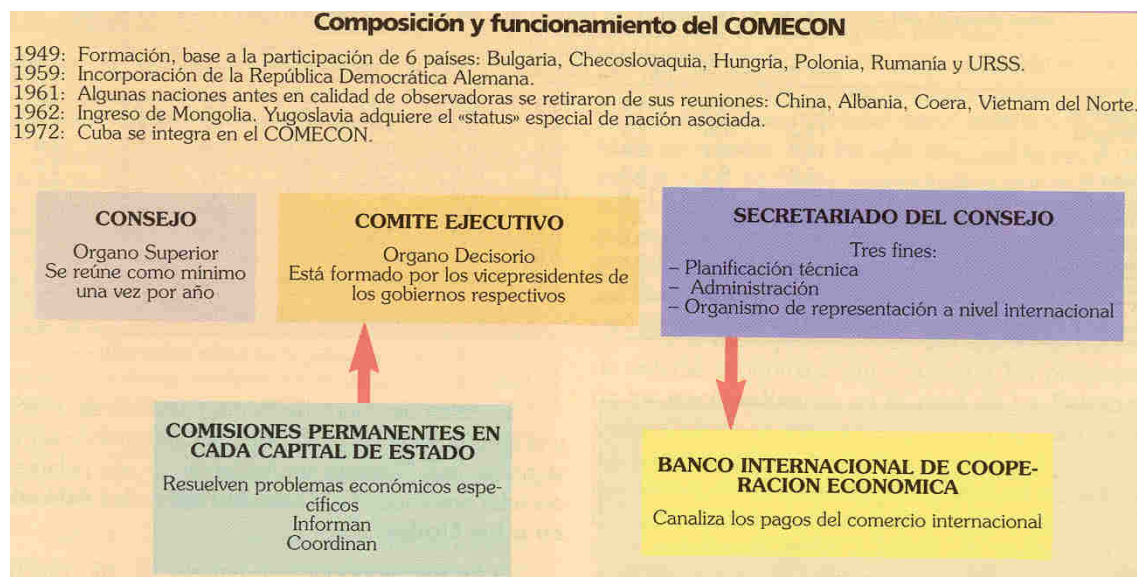 Composición y funcionamiento del COMECON
1949: Formación, base a la participación de 6 países: Bulgaria, Checoslovaquia, Hungría, Polonia, Rumanía y URSS.
1959: Incorporación de la República Democrática Alemana.
1961: Algunas naciones antes en calidad de observadoras se retiraron de sus reuniones: China, Albania, Coera, Vietnam del Norte.
1962: Ingreso de Mongolia. Yugoslavia adquiere el «status» especial de nación asociada.
1972: Cuba se integra en el COMECON.
CONSEJO
Organo Superior
Se reúne como mínimo
una vez por año
COMITE EJECUTIVO
Organo Decisorio
Está formado por los vicepresidentes de
los gobiernos respectivos
SECRETARIADO DEL CONSEJO
Tres fines:
– Planificación técnica
– Administración
– Organismo de representación a nivel internacional
COMISIONES PERMANENTES EN
CADA CAPITAL DE ESTADO
Resuelven problemas económicos espe-
cíficos
Informan
Coordinan
BANCO INTERNACIONAL DE COOPE-
RACION ECONOMICA
Canaliza los pagos del comercio internacional